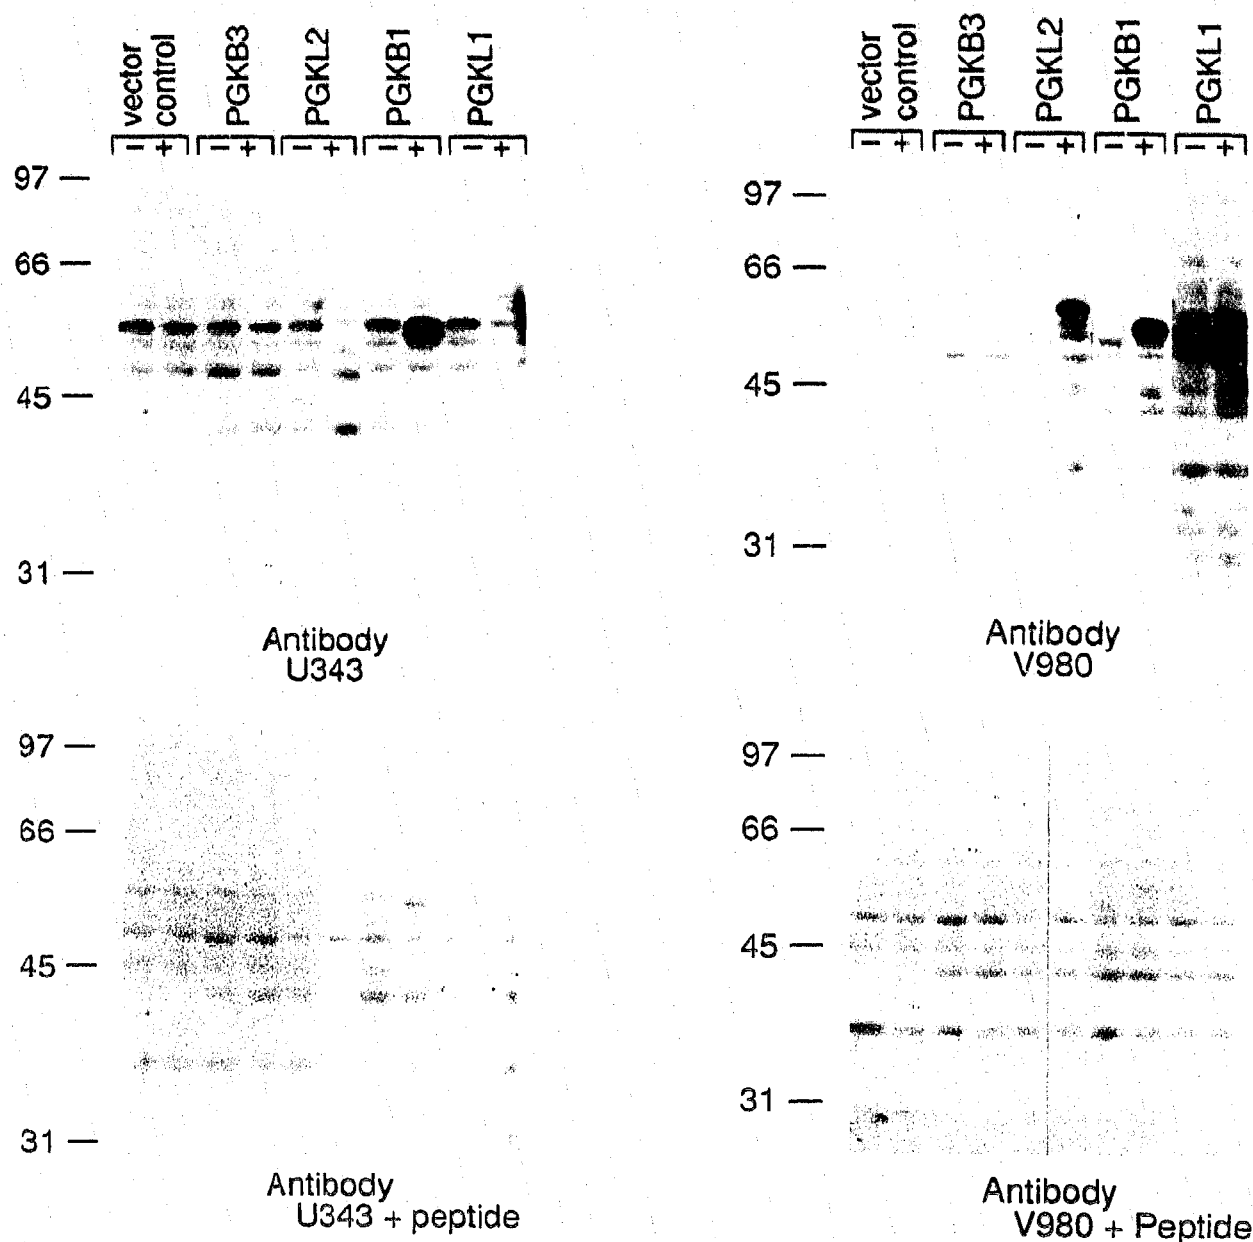 vector control PGKB3 PGKL2 PGKB1 PGKL1
− + − + − + − + − +
97
66
45
31
Antibody
U343
vector control PGKB3 PGKL2 PGKB1 PGKL1
− + − + − + − + − +
97
66
45
31
Antibody
V980
97
66
45
31
Antibody
U343 + peptide
97
66
45
31
Antibody
V980 + Peptide